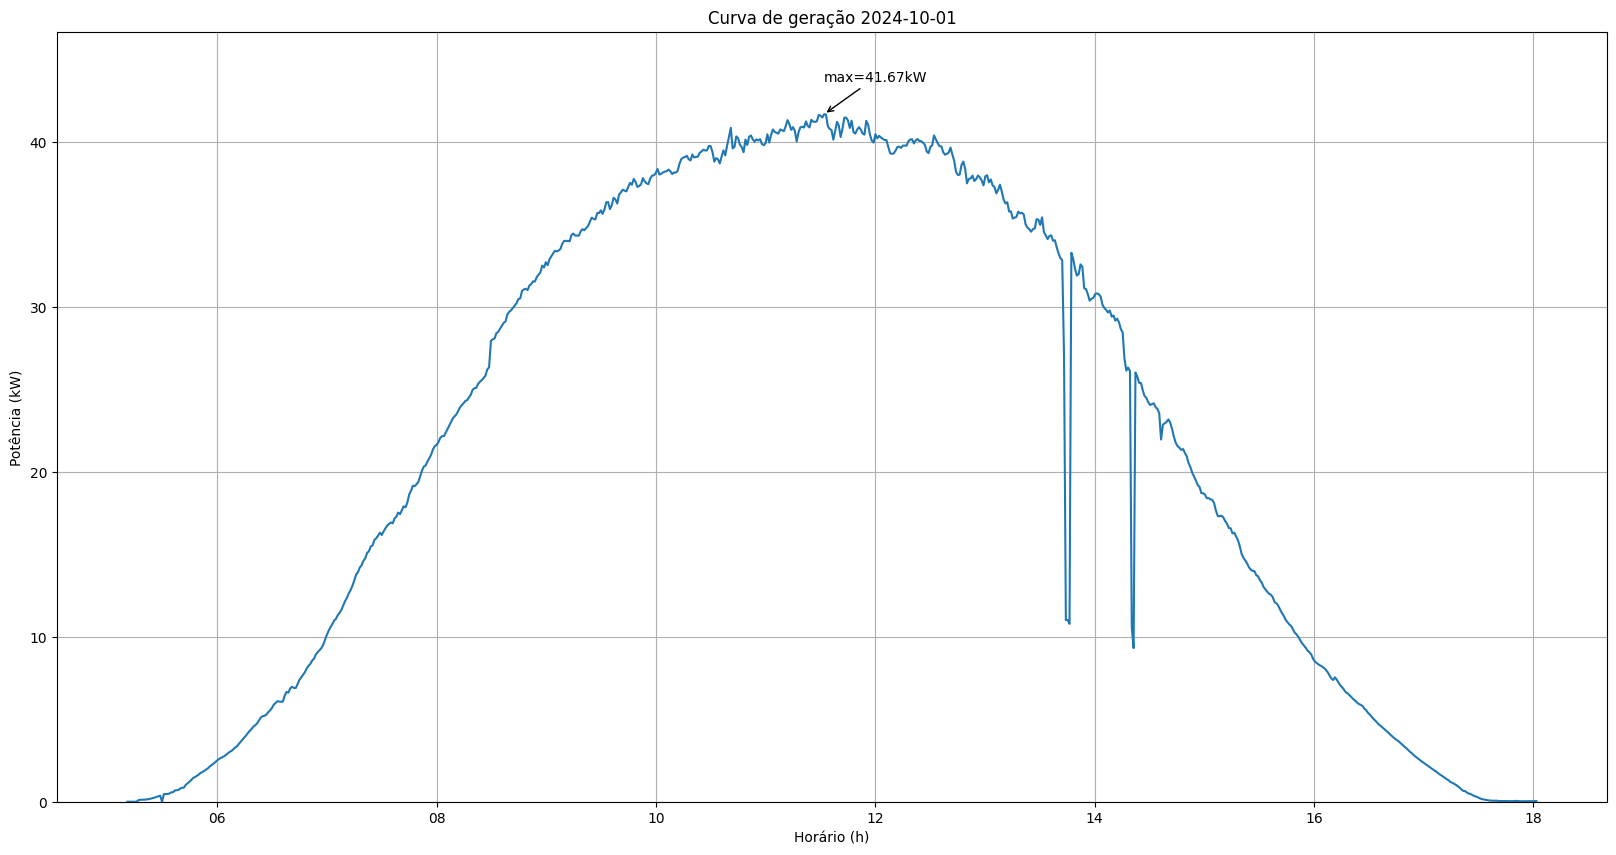 Curva de geração 2024-10-01
max=41.67kW
Potência (kW)
40
30
20
10
0
06 08 10 12 14 16 18
Horário (h)